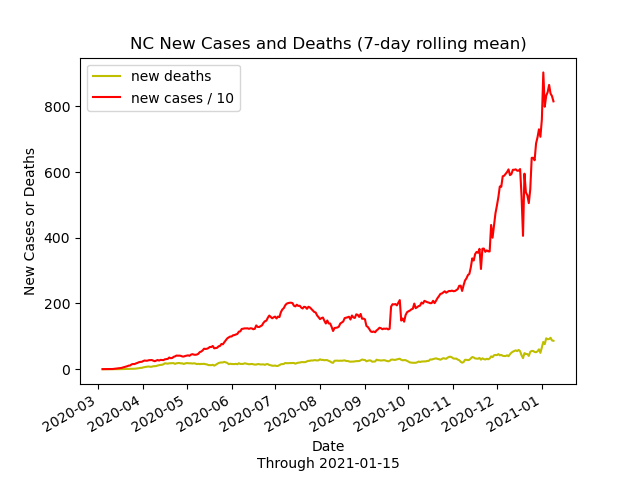 NC New Cases and Deaths (7-day rolling mean)
new deaths
new cases / 10
New Cases or Deaths
800
600
400
200
0
2020-03
2020-04
2020-05
2020-06
2020-07
2020-08
2020-09
2020-10
2020-11
2020-12
2021-01
Date
Through 2021-01-15